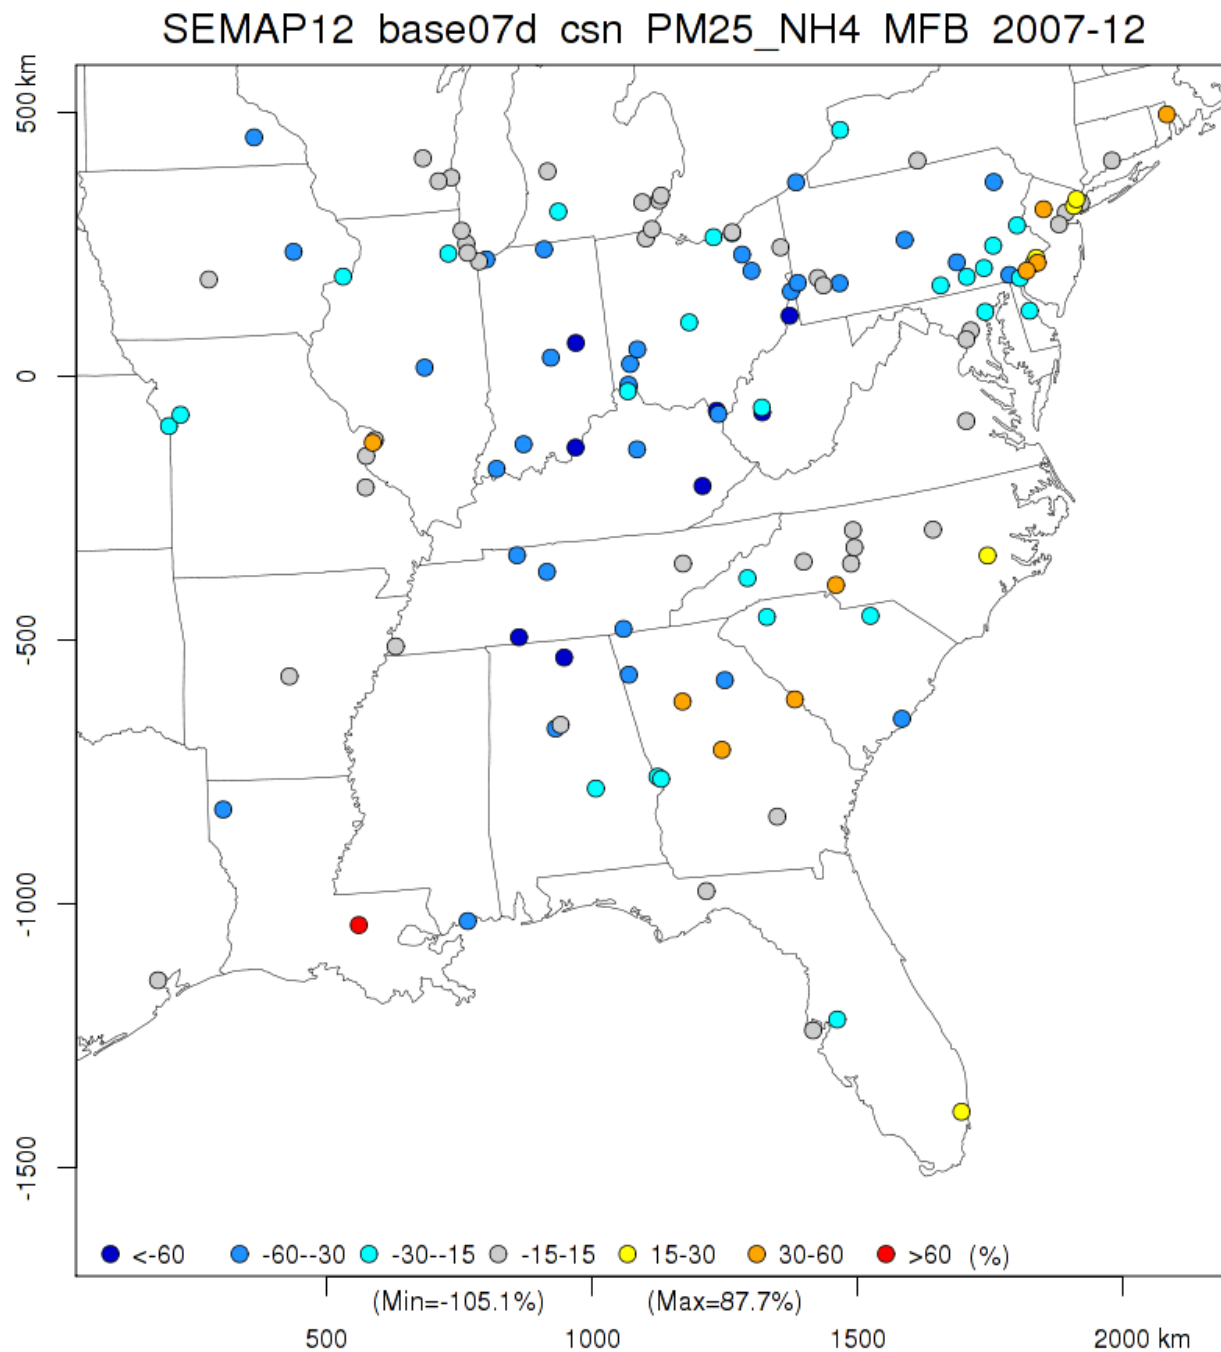 SEMAP12 base07d csn PM25_NH4 MFB 2007-12
500 km
0
-500
-1000
-1500
<-60 -60--30 -30--15 -15-15 15-30 30-60 >60 (%)
(Min=-105.1%) (Max=87.7%)
500 1000 1500 2000 km